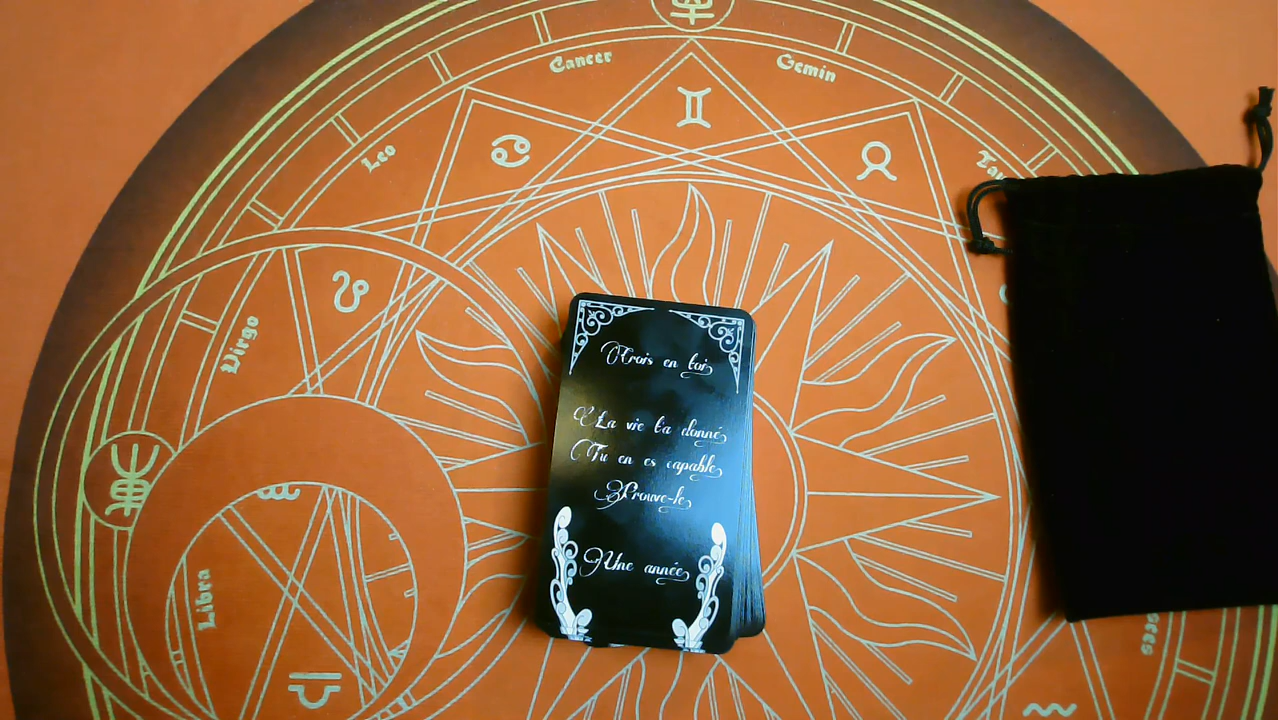 Cancer
Gemin
Leo
Tau
Virgo
Libra
Crois en toi
La vie t'a donné
Tu en es capable
Prouve-le
Une année